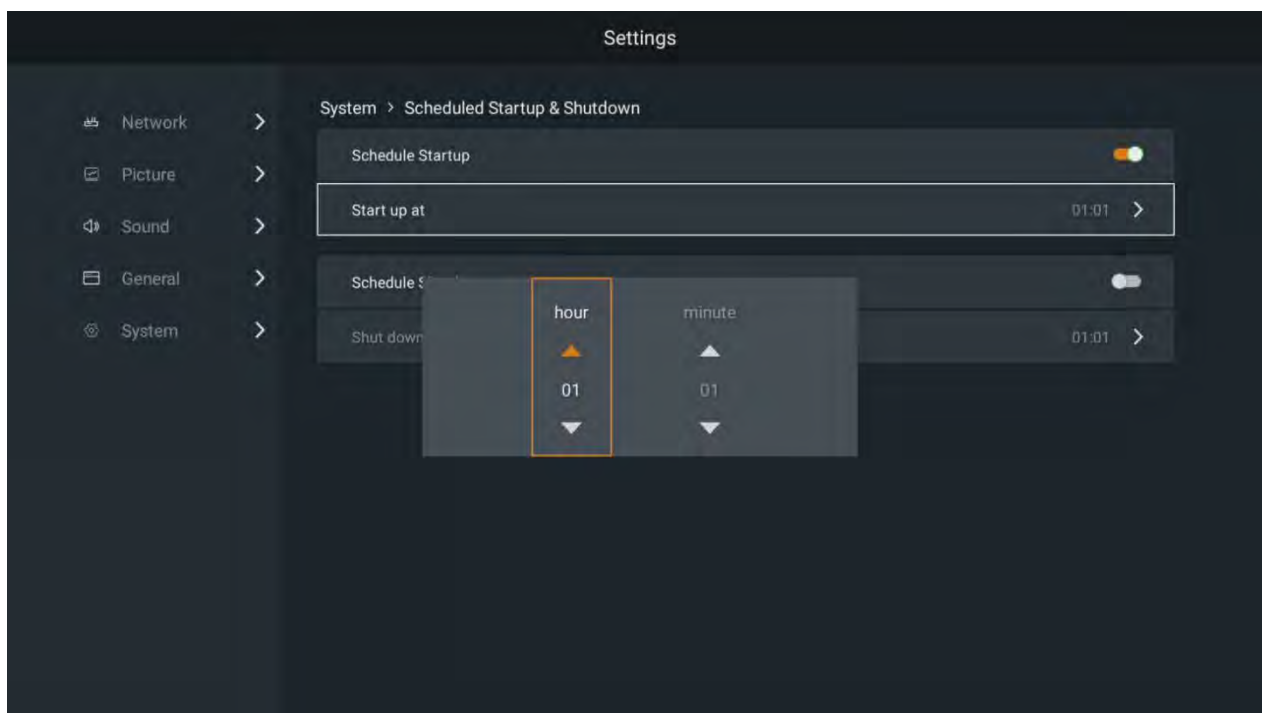 Settings
Network
Picture
Sound
General
System
System > Scheduled Startup & Shutdown
Schedule Startup
Start up at 01:01
Schedule
Shut down 01:01
hour minute
01 01